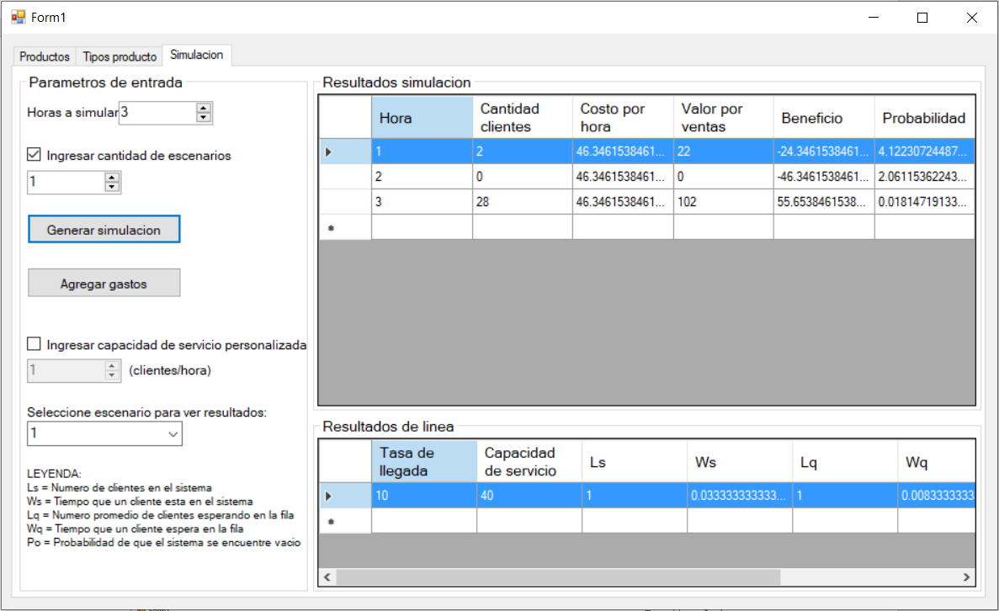 Form1
Productos Tipos producto Simulacion
Parametros de entrada
Horas a simular 3
Ingresar cantidad de escenarios
1
Generar simulacion
Agregar gastos
Ingresar capacidad de servicio personalizada
1 (clientes/hora)
Seleccione escenario para ver resultados:
1
LEYENDA:
Ls = Numero de clientes en el sistema
Ws = Tiempo que un cliente esta en el sistema
Lq = Numero promedio de clientes esperando en la fila
Wq = Tiempo que un cliente espera en la fila
Po = Probabilidad de que el sistema se encuentre vacio
Resultados simulacion
Hora Cantidad clientes Costo por hora Valor por ventas Beneficio Probabilidad
1 2 46.3461538461... 22 -24.3461538461... 4.12230724487...
2 0 46.3461538461... 0 -46.3461538461... 2.06115362243...
3 28 46.3461538461... 102 55.6538461538... 0.01814719133...
Resultados de linea
Tasa de llegada Capacidad de servicio Ls Ws Lq Wq
10 40 1 0.033333333333... 1 0.0083333333